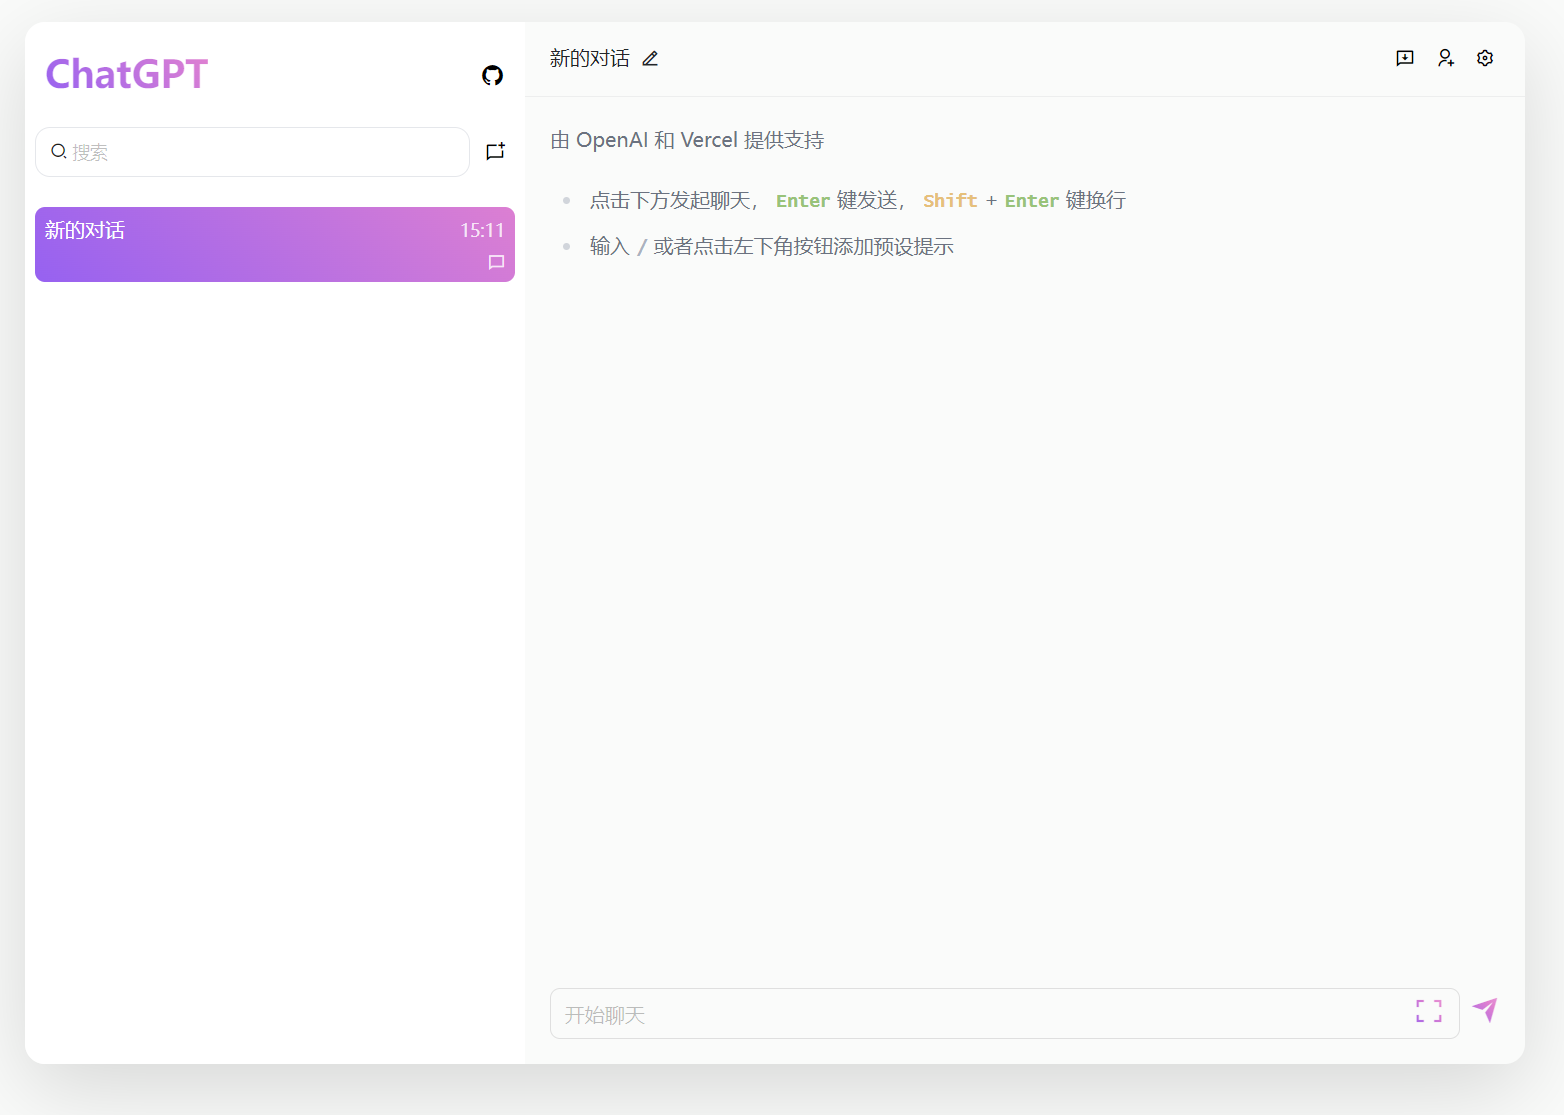 ChatGPT
搜索
新的对话 15:11
新的对话
由 OpenAI 和 Vercel 提供支持
点击下方发起聊天， Enter 键发送， Shift + Enter 键换行
输入 / 或者点击左下角按钮添加预设提示
开始聊天